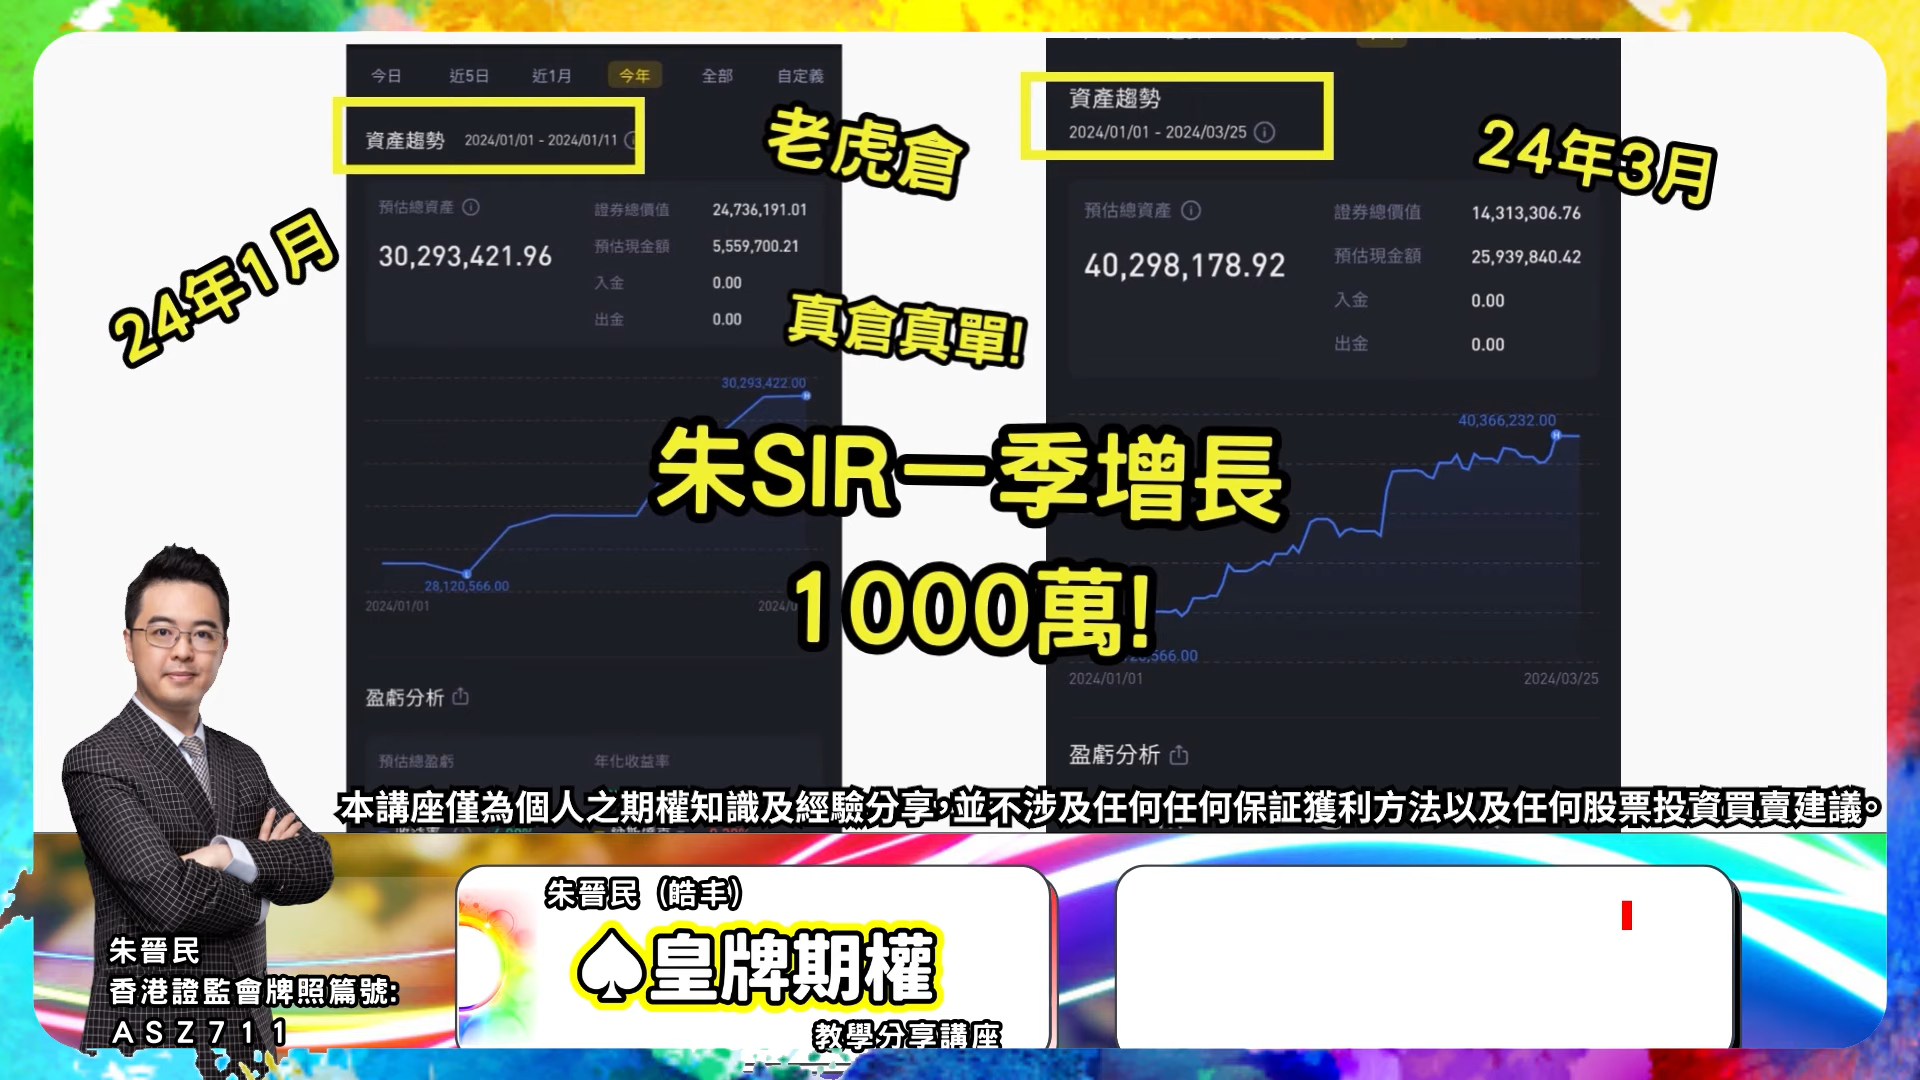 今日 近5日 近1月 今年 全部 自定義
資產趨勢 2024/01/01 - 2024/01/11
預估總資產
30,293,421.96
證券總價值 24,736,191.01
預估現金額 5,559,700.21
入金 0.00
出金 0.00
30,293,422.00
28,120,566.00
2024/01/01
盈虧分析
預估總盈虧 年化收益率
24年1月
老虎倉
真倉真單!
資產趨勢
2024/01/01 - 2024/03/25
預估總資產
40,298,178.92
證券總價值 14,313,306.76
預估現金額 25,939,840.42
入金 0.00
出金 0.00
40,366,232.00
566.00
2024/01/01 2024/03/25
盈虧分析
24年3月
朱SIR一季增長
1000萬!
本講座僅為個人之期權知識及經驗分享,並不涉及任何任何保証獲利方法以及任何股票投資買賣建議。
朱晉民
香港證監會牌照篇號:
ASZ711
朱晉民(皓丰)
♠皇牌期權
教學分享講座